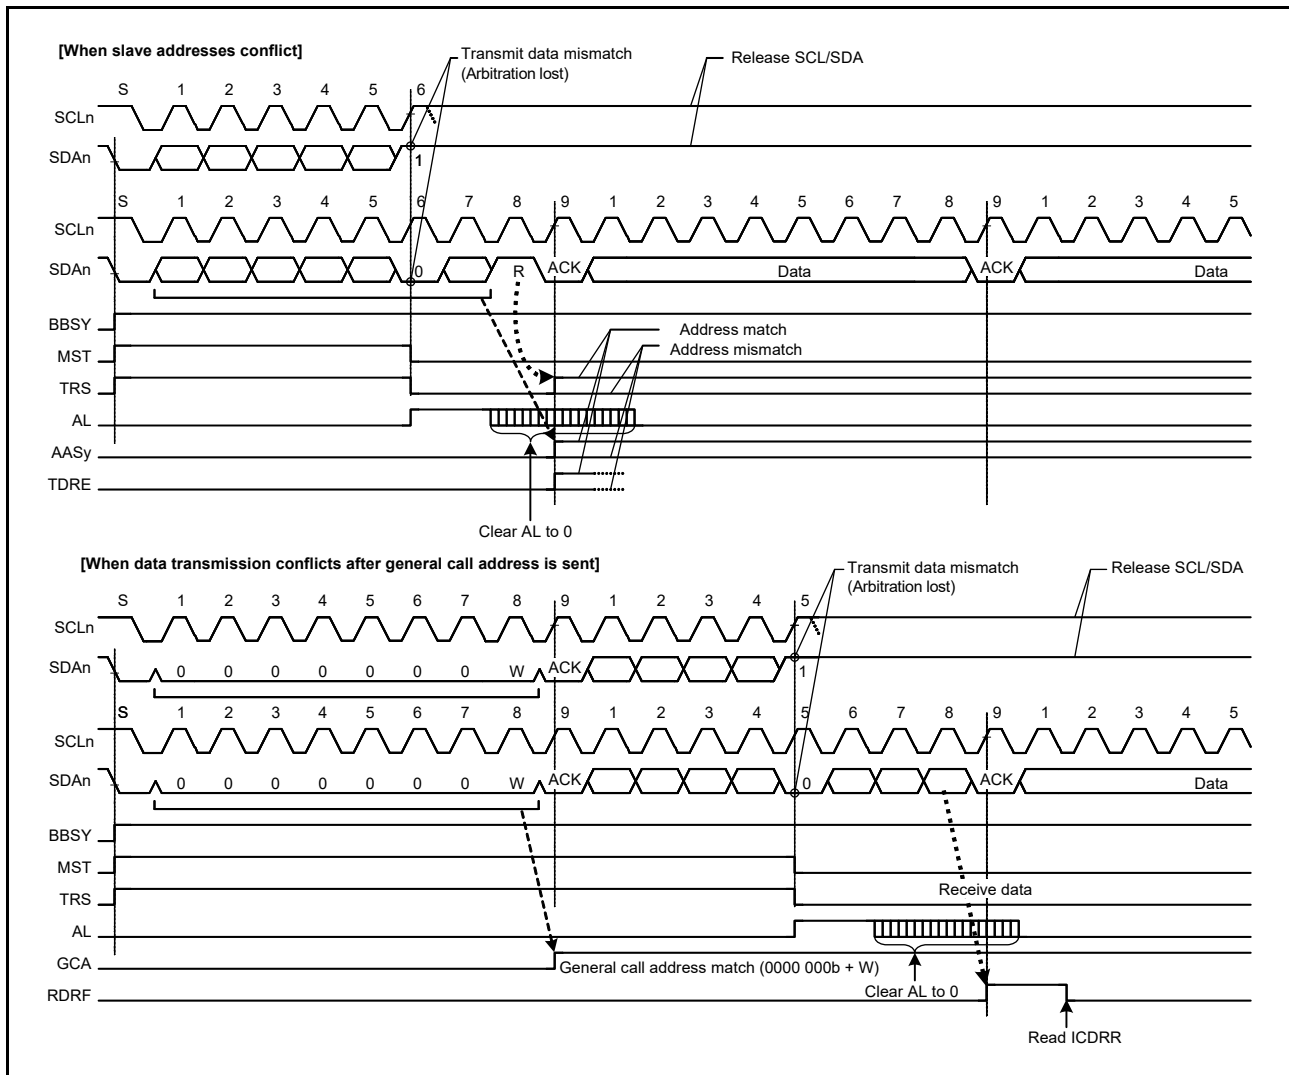 [When slave addresses conflict]
Transmit data mismatch
(Arbitration lost)
Release SCL/SDA
S 1 2 3 4 5 6
SCLn
SDAn 1
S 1 2 3 4 5 6 7 8 9 1 2 3 4 5 6 7 8 9 1 2 3 4 5
SCLn
SDAn 0 R ACK Data ACK Data
BBSY
Address match
MST
Address mismatch
TRS
AL
AASy
TDRE
Clear AL to 0
[When data transmission conflicts after general call address is sent]
Transmit data mismatch
(Arbitration lost)
Release SCL/SDA
S 1 2 3 4 5 6 7 8 9 1 2 3 4 5
SCLn
SDAn 0 0 0 0 0 0 0 W ACK 1
S 1 2 3 4 5 6 7 8 9 1 2 3 4 5 6 7 8 9 1 2 3 4 5
SCLn
SDAn 0 0 0 0 0 0 0 W ACK 0 ACK Data
BBSY
MST
TRS
Receive data
AL
GCA
General call address match (0000 000b + W)
Clear AL to 0
RDRF
Read ICDRR